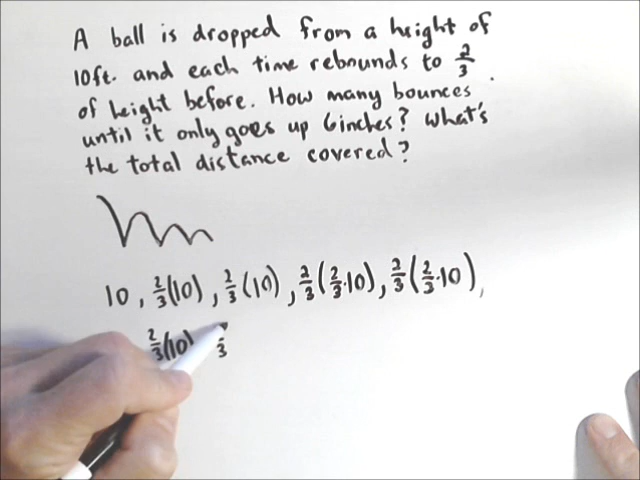 A ball is dropped from a height of
10ft. and each time rebounds to 2/3
of height before. How many bounces
until it only goes up 6inches? What's
the total distance covered?
10, 2/3(10), 2/3(10), 2/3(2/3·10), 2/3(2/3·10),
2/3(10) 3